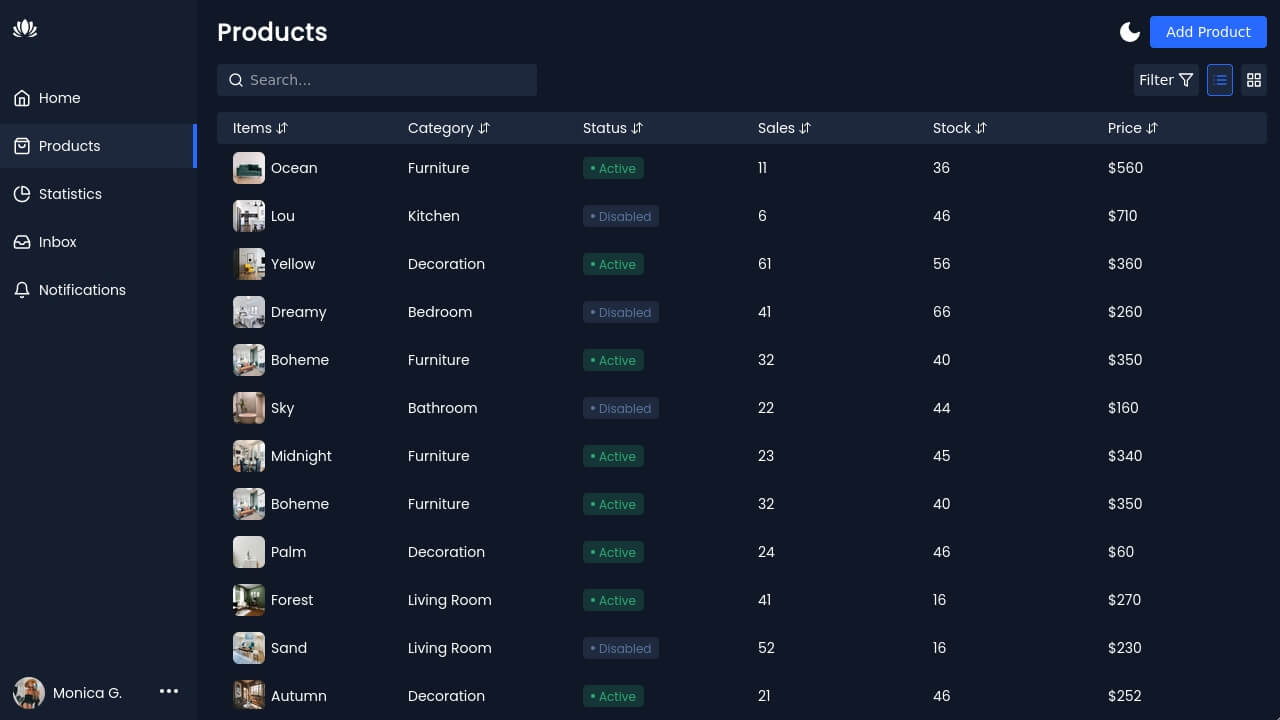 Products
Add Product
Search...
Filter
Home
Products
Statistics
Inbox
Notifications
Monica G.
Items Category Status Sales Stock Price
Ocean Furniture Active 11 36 $560
Lou Kitchen Disabled 6 46 $710
Yellow Decoration Active 61 56 $360
Dreamy Bedroom Disabled 41 66 $260
Boheme Furniture Active 32 40 $350
Sky Bathroom Disabled 22 44 $160
Midnight Furniture Active 23 45 $340
Boheme Furniture Active 32 40 $350
Palm Decoration Active 24 46 $60
Forest Living Room Active 41 16 $270
Sand Living Room Disabled 52 16 $230
Autumn Decoration Active 21 46 $252